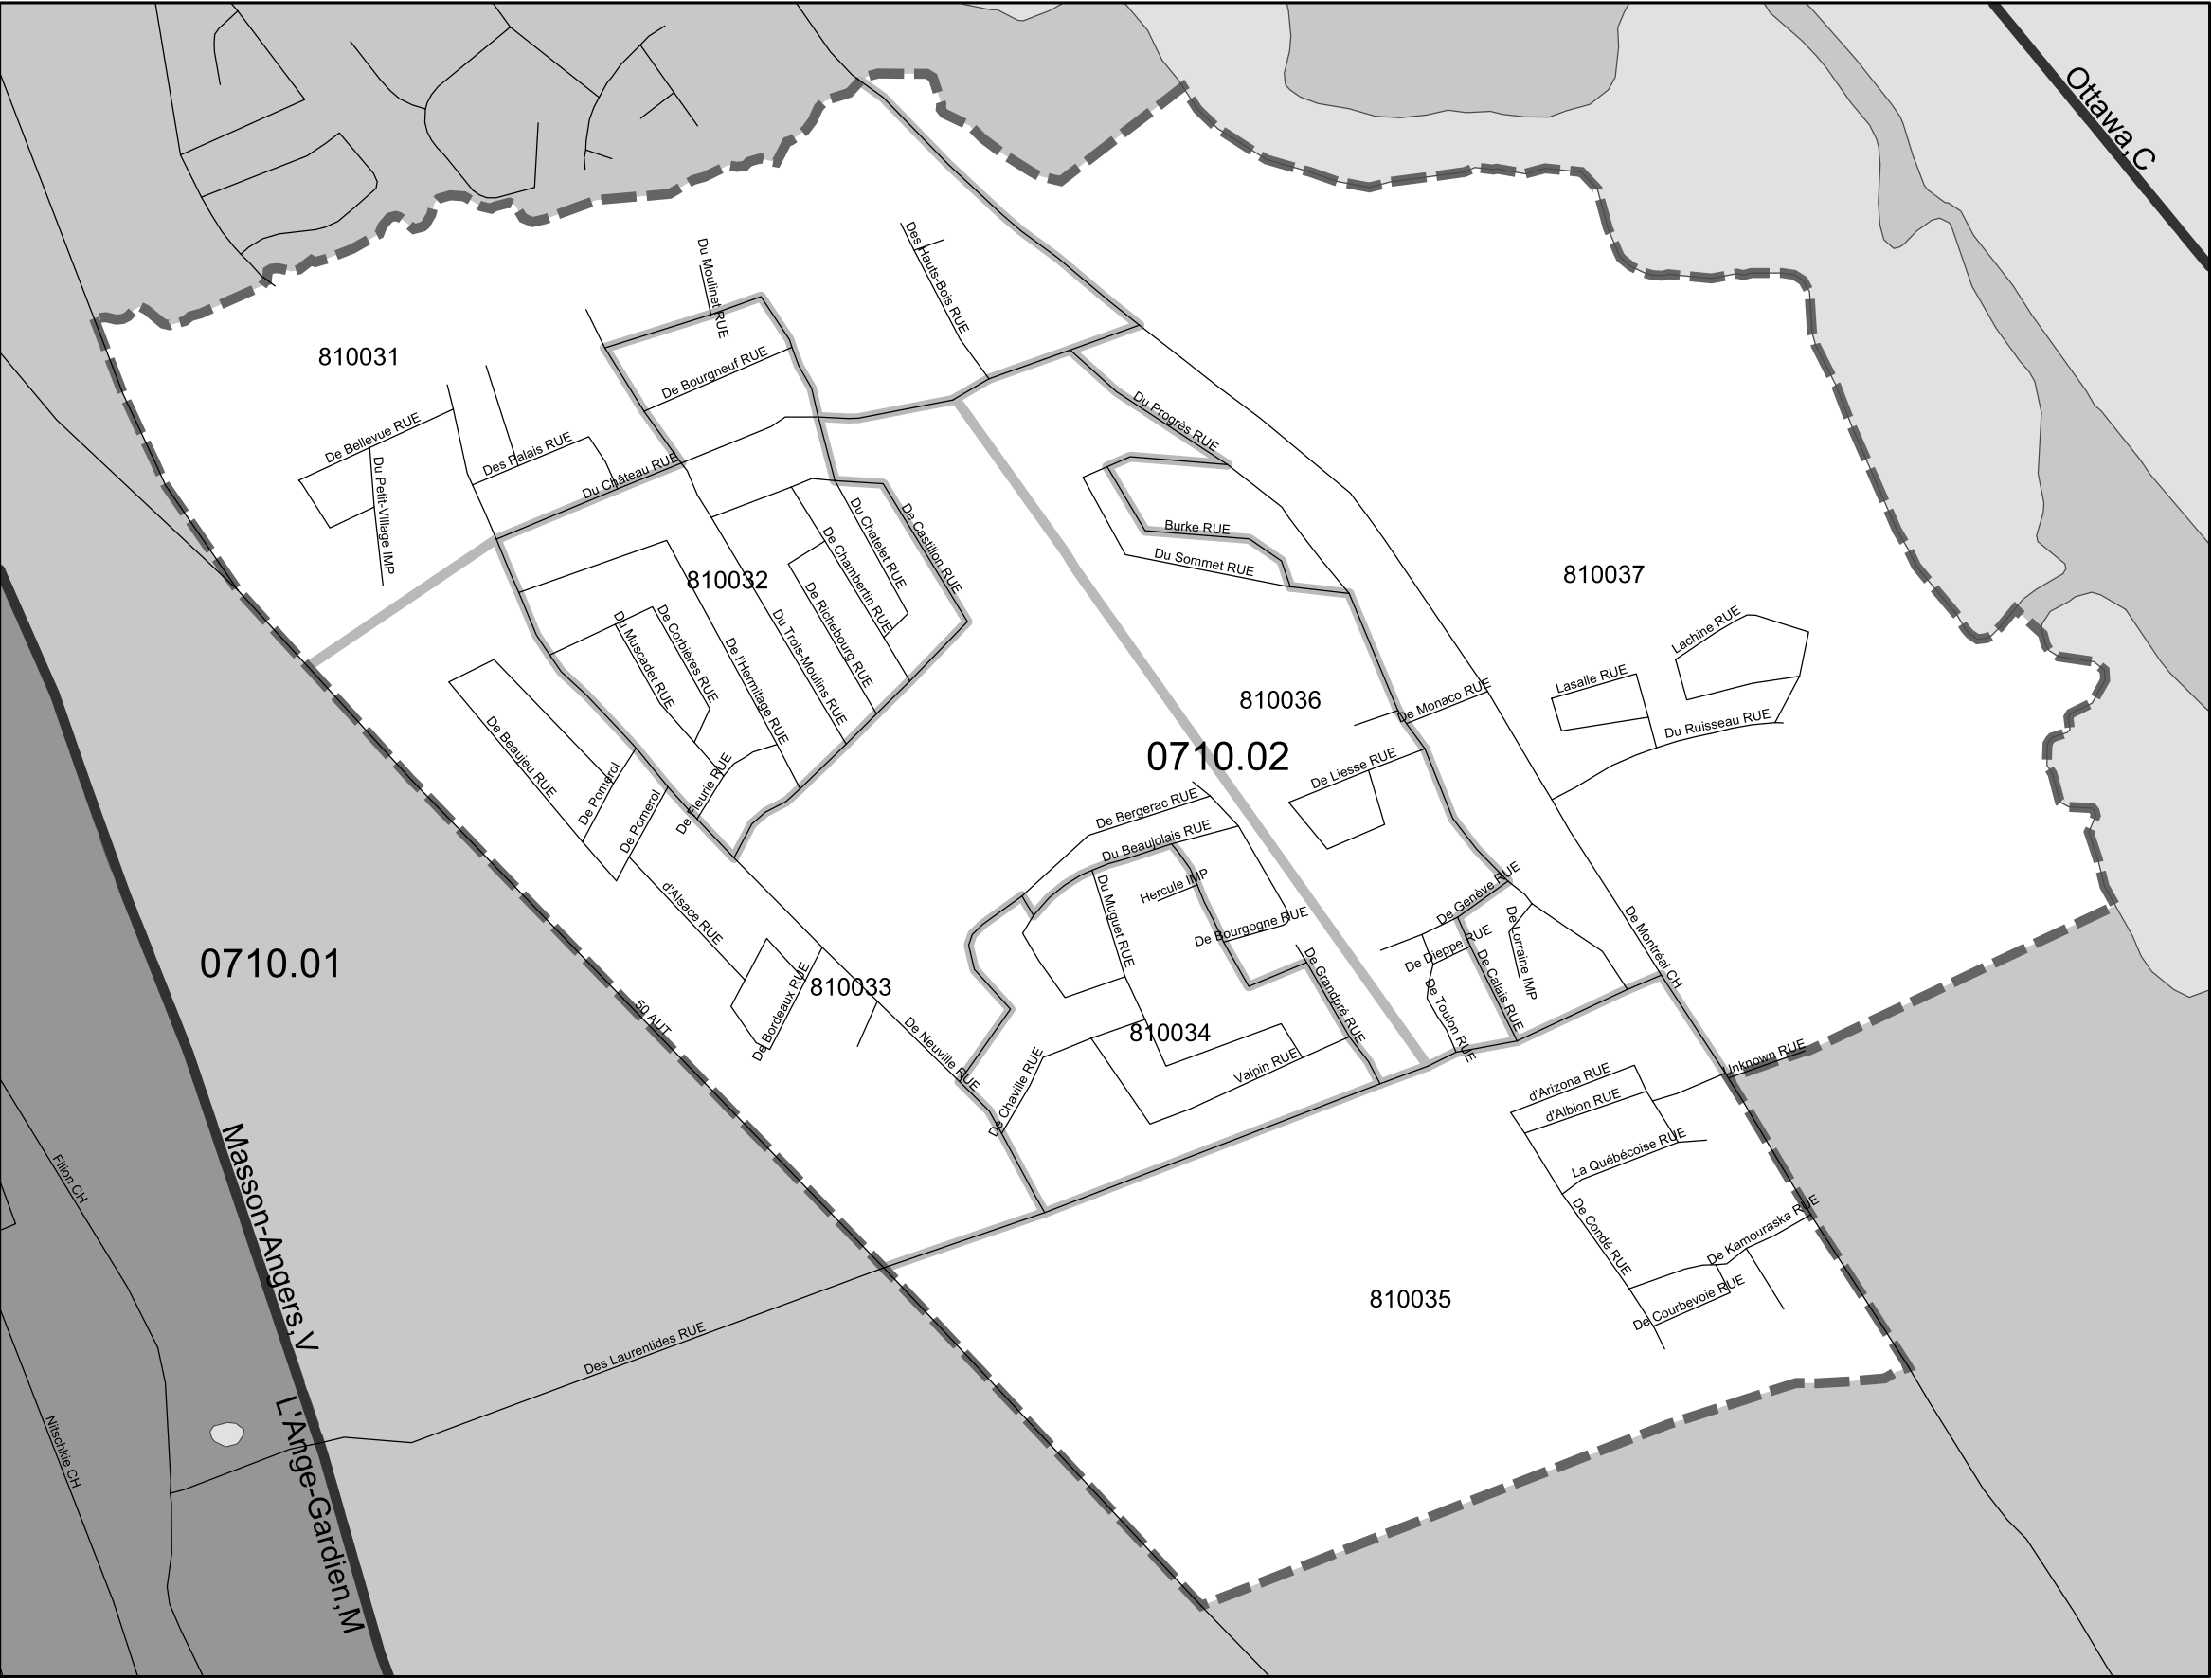 Ottawa,C
Du Moulinet RUE
Des Hauts-Bois RUE
810031
De Bourgneuf RUE
De Bellevue RUE
Des Palais RUE
Du Château RUE
Du Petit-Village IMP
Du Progrès RUE
Burke RUE
Du Sommet RUE
De Castillon RUE
Du Chatelet RUE
De Chambertin RUE
De Richebourg RUE
810032
810037
Du Trois-Moulins RUE
De l'Hermitage RUE
De Corbières RUE
Du Muscadet RUE
Lachine RUE
Lasalle RUE
Du Ruisseau RUE
De Monaco RUE
810036
0710.02
De Liesse RUE
De Beaujeu RUE
De Pomerol
De Pomerol
De Fleurie RUE
De Bergerac RUE
Du Beaujolais RUE
Hercule IMP
Du Muguet RUE
De Bourgogne RUE
De Genève RUE
De Dieppe RUE
De Lorraine IMP
De Calais RUE
De Toulon RUE
De Grandpré RUE
De Montréal CH
d'Alsace RUE
0710.01
810033
De Bordeaux RUE
50 AUT
De Neuville RUE
810034
Valpin RUE
De Chaville RUE
Unknown RUE
d'Arizona RUE
d'Albion RUE
La Québécoise RUE
De Condé RUE
De Kamouraska RUE
De Courbevoie RUE
810035
Filion CH
Masson-Angers,V
L'Ange-Gardien,M
Des Laurentides RUE
Nitschkie CH